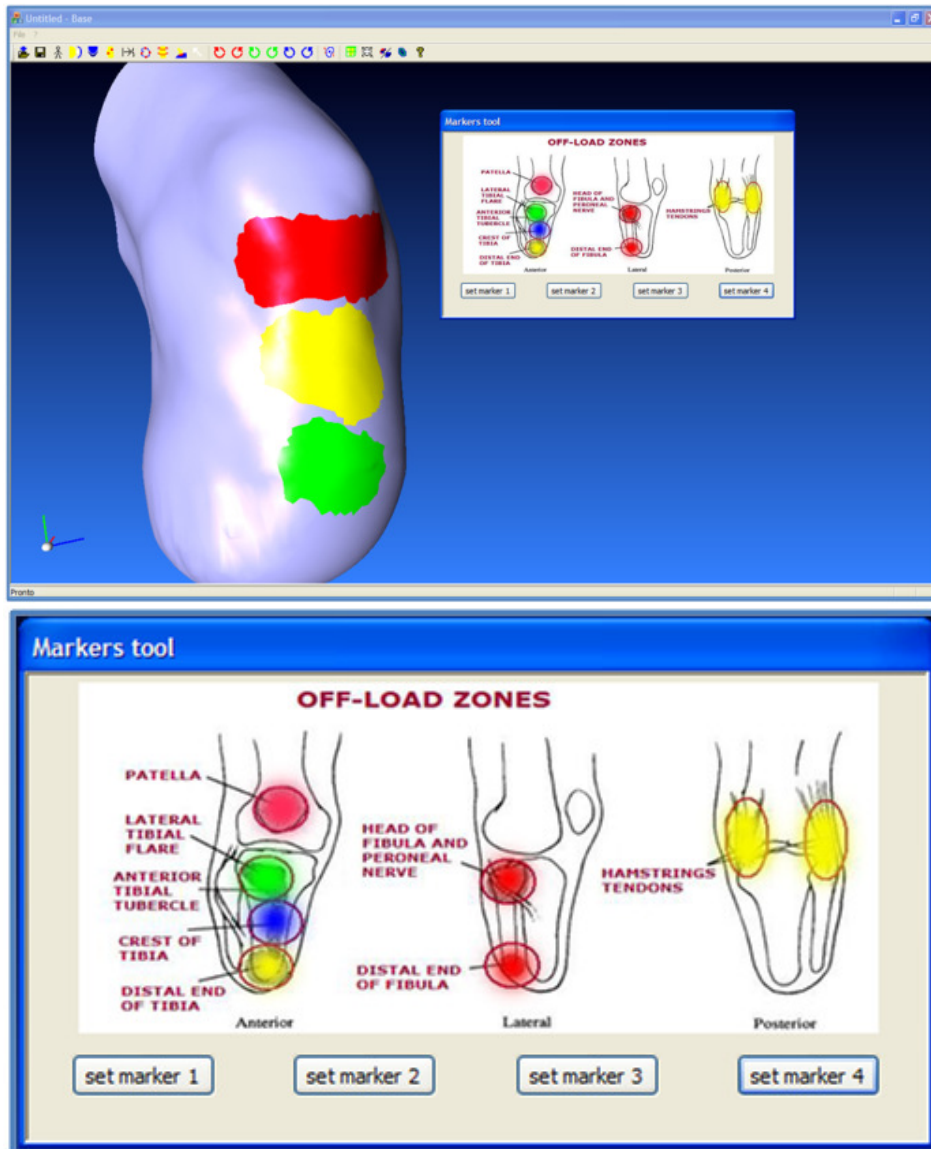 Untitled - Base
File ?
Markers tool
OFF-LOAD ZONES
PATELLA
LATERAL
TIBIAL
FLARE
ANTERIOR
TIBIAL
TUBERCLE
CREST OF
TIBIA
DISTAL END
OF TIBIA
Anterior
HEAD OF
FIBULA AND
PERONEAL
NERVE
DISTAL END
OF FIBULA
Lateral
HAMSTRINGS
TENDONS
Posterior
set marker 1
set marker 2
set marker 3
set marker 4
Pronto
Markers tool
OFF-LOAD ZONES
PATELLA
LATERAL
TIBIAL
FLARE
ANTERIOR
TIBIAL
TUBERCLE
CREST OF
TIBIA
DISTAL END
OF TIBIA
Anterior
HEAD OF
FIBULA AND
PERONEAL
NERVE
DISTAL END
OF FIBULA
Lateral
HAMSTRINGS
TENDONS
Posterior
set marker 1
set marker 2
set marker 3
set marker 4